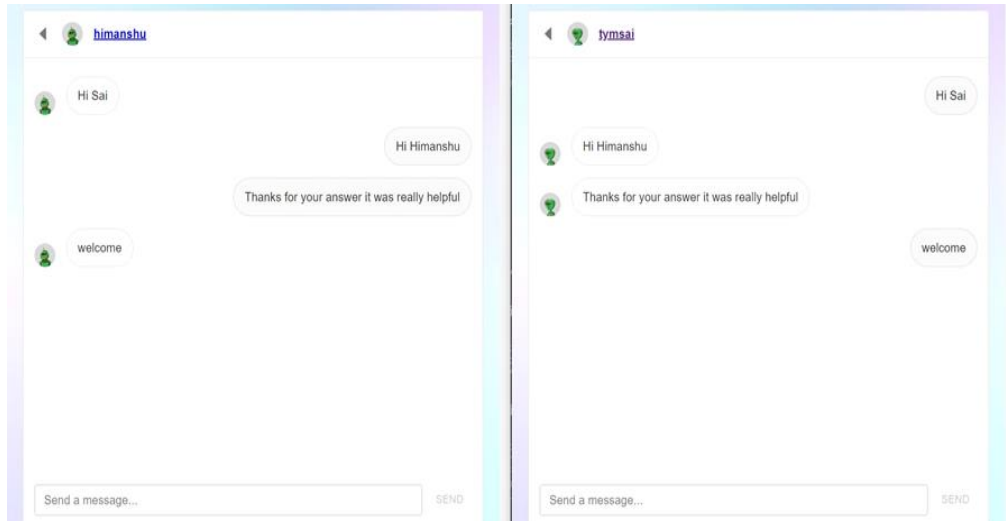 himanshu
Hi Sai
Hi Himanshu
Thanks for your answer it was really helpful
welcome
Send a message...
SEND
tymsai
Hi Sai
Hi Himanshu
Thanks for your answer it was really helpful
welcome
Send a message...
SEND